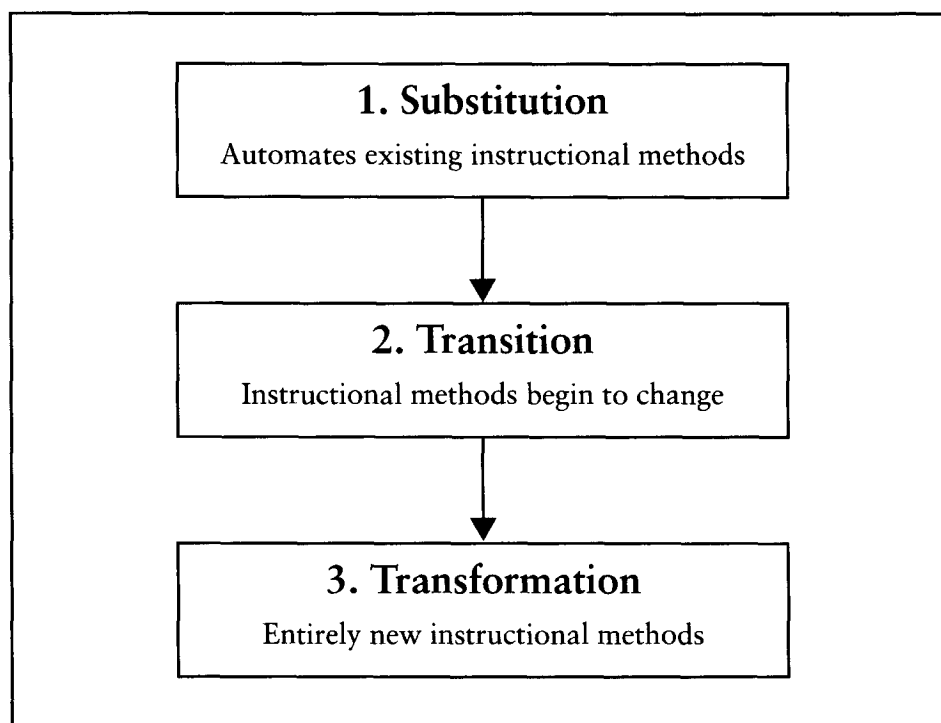 1. Substitution
Automates existing instructional methods
2. Transition
Instructional methods begin to change
3. Transformation
Entirely new instructional methods